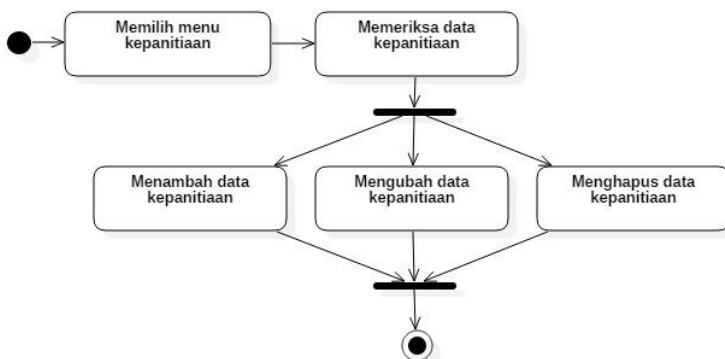 Memilih menu
kepanitiaan
Memeriksa data
kepanitiaan
Menambah data
kepanitiaan
Mengubah data
kepanitiaan
Menghapus data
kepanitiaan